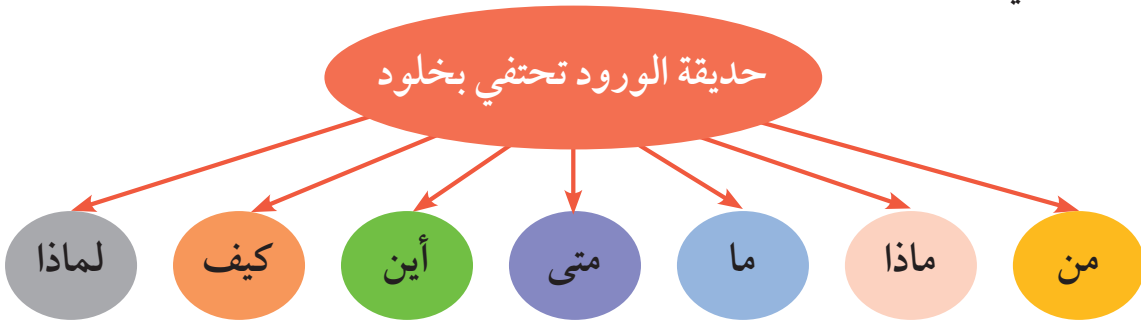 حديقة الورود تحتفي بخلود
من ماذا ما متى أين كيف لماذا